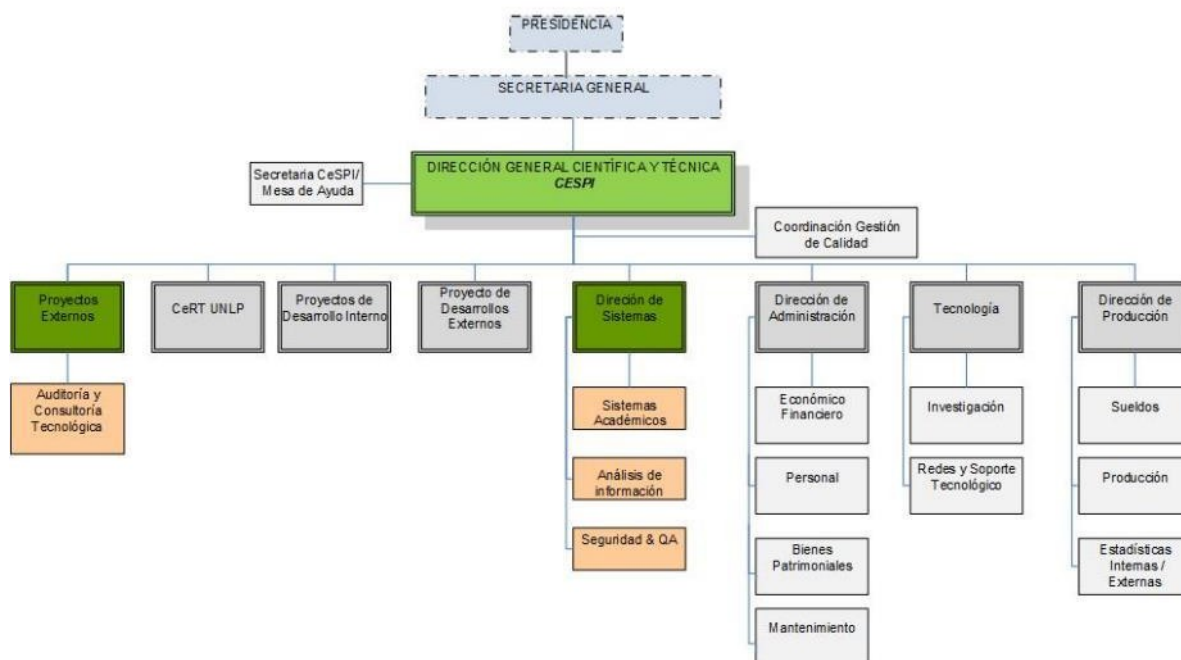 PRESIDENCIA
SECRETARIA GENERAL
DIRECCIÓN GENERAL CIENTÍFICA Y TÉCNICA
CESPI
Secretaria CeSPI/
Mesa de Ayuda
Coordinación Gestión
de Calidad
Proyectos
Externos
CeRT UNLP
Proyectos de
Desarrollo Interno
Proyecto de
Desarrollos
Externos
Direción de
Sistemas
Dirección de
Administración
Tecnología
Dirección de
Producción
Auditoría y
Consultoría
Tecnológica
Sistemas
Académicos
Análisis de
información
Seguridad & QA
Económico
Financiero
Personal
Bienes
Patrimoniales
Mantenimiento
Investigación
Redes y Soporte
Tecnológico
Sueldos
Producción
Estadísticas
Internas /
Externas